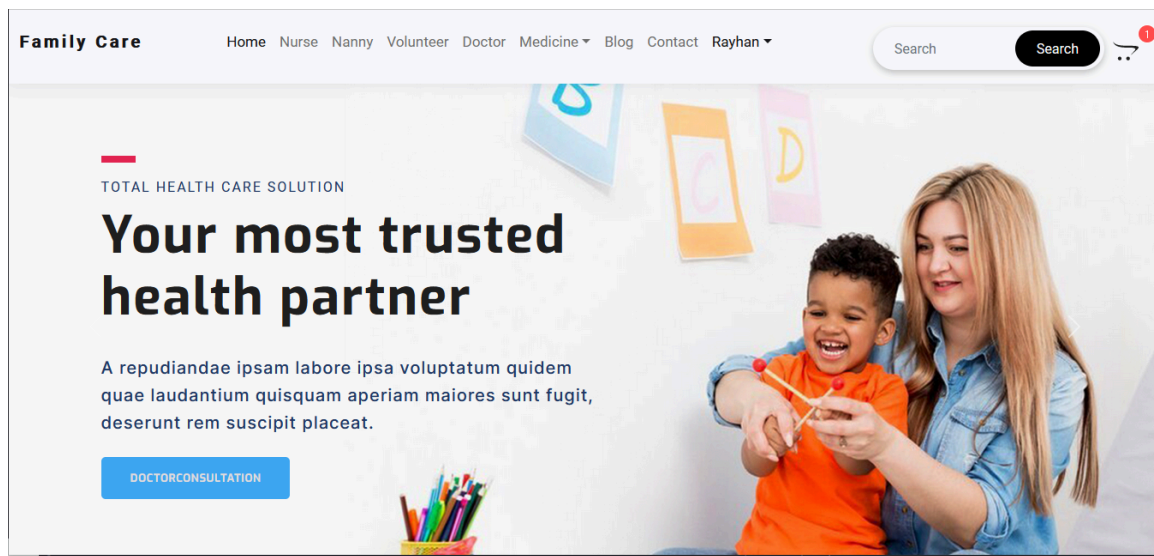 Family Care
Home Nurse Nanny Volunteer Doctor Medicine Blog Contact Rayhan
Search Search 1
B
C D
TOTAL HEALTH CARE SOLUTION
Your most trusted
health partner
A repudiandae ipsam labore ipsa voluptatum quidem
quae laudantium quisquam aperiam maiores sunt fugit,
deserunt rem suscipit placeat.
DOCTORCONSULTATION